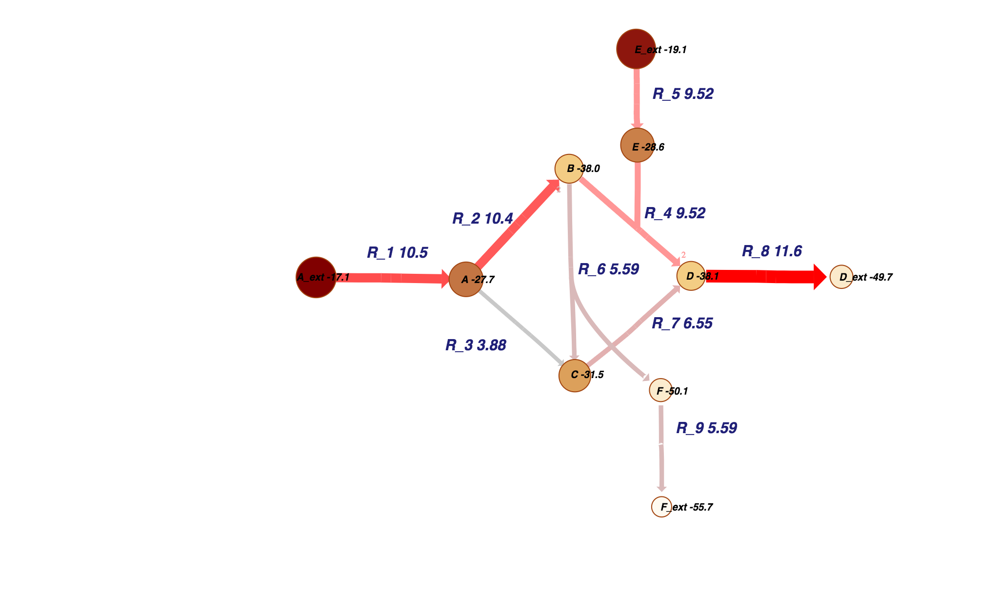 E_ext -19.1
R_5 9.52
E -28.6
B -38.0
2
R_2 10.4
R_4 9.52
R_1 10.5
R_8 11.6
2
R_6 5.59
A_ext -17.1
A -27.7
D -38.1
D_ext -49.7
R_7 6.55
R_3 3.88
C -31.5
F -50.1
R_9 5.59
F_ext -55.7